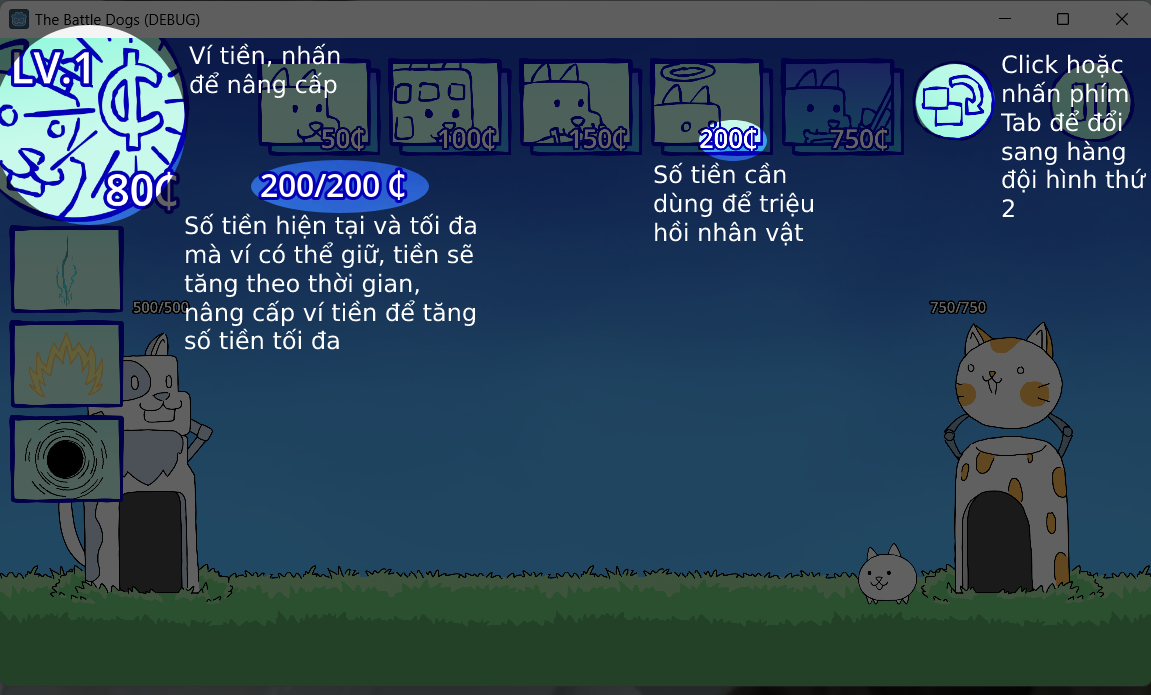 The Battle Dogs (DEBUG)
LV.1
80¢
Ví tiền, nhấn
để nâng cấp
50¢
100¢
150¢
200¢
750¢
200/200 ¢
Số tiền hiện tại và tối đa
mà ví có thể giữ, tiền sẽ
tăng theo thời gian,
nâng cấp ví tiền để tăng
số tiền tối đa
Số tiền cần
dùng để triệu
hồi nhân vật
Click hoặc
nhấn phím
Tab để đổi
sang hàng
đội hình thứ
2
500/500
750/750